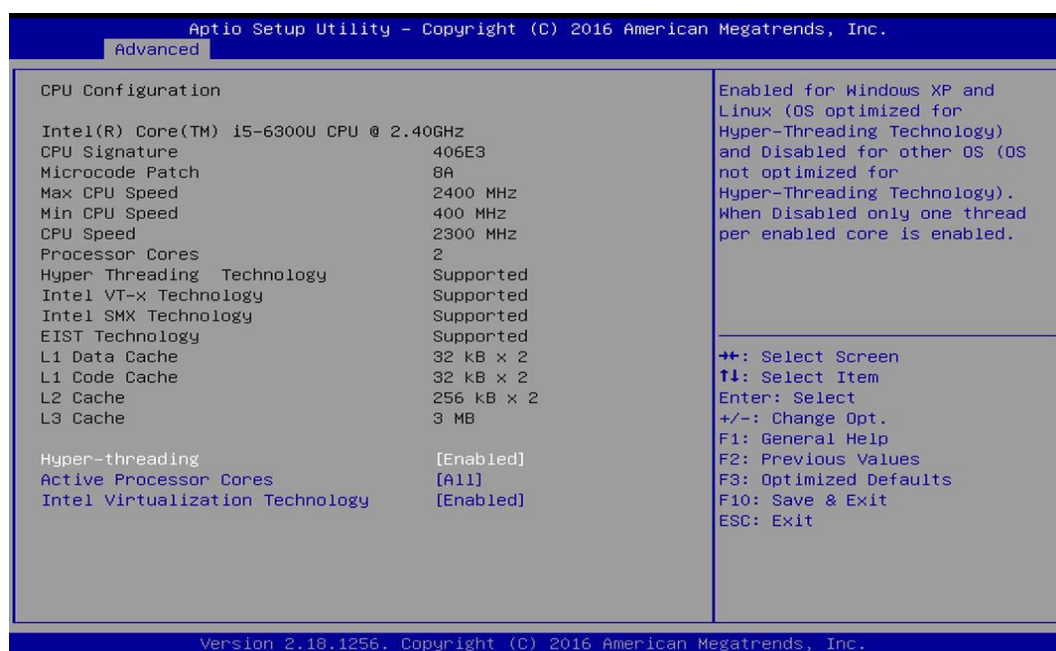 Aptio Setup Utility – Copyright (C) 2016 American Megatrends, Inc.
Advanced
CPU Configuration
Intel(R) Core(TM) i5-6300U CPU @ 2.40GHz
CPU Signature 406E3
Microcode Patch 8A
Max CPU Speed 2400 MHz
Min CPU Speed 400 MHz
CPU Speed 2300 MHz
Processor Cores 2
Hyper Threading Technology Supported
Intel VT-x Technology Supported
Intel SMX Technology Supported
EIST Technology Supported
L1 Data Cache 32 kB x 2
L1 Code Cache 32 kB x 2
L2 Cache 256 kB x 2
L3 Cache 3 MB
Hyper-threading [Enabled]
Active Processor Cores [All]
Intel Virtualization Technology [Enabled]
Enabled for Windows XP and
Linux (OS optimized for
Hyper-Threading Technology)
and Disabled for other OS (OS
not optimized for
Hyper-Threading Technology).
When Disabled only one thread
per enabled core is enabled.
→←: Select Screen
↑↓: Select Item
Enter: Select
+/-: Change Opt.
F1: General Help
F2: Previous Values
F3: Optimized Defaults
F10: Save & Exit
ESC: Exit
Version 2.18.1256. Copyright (C) 2016 American Megatrends, Inc.